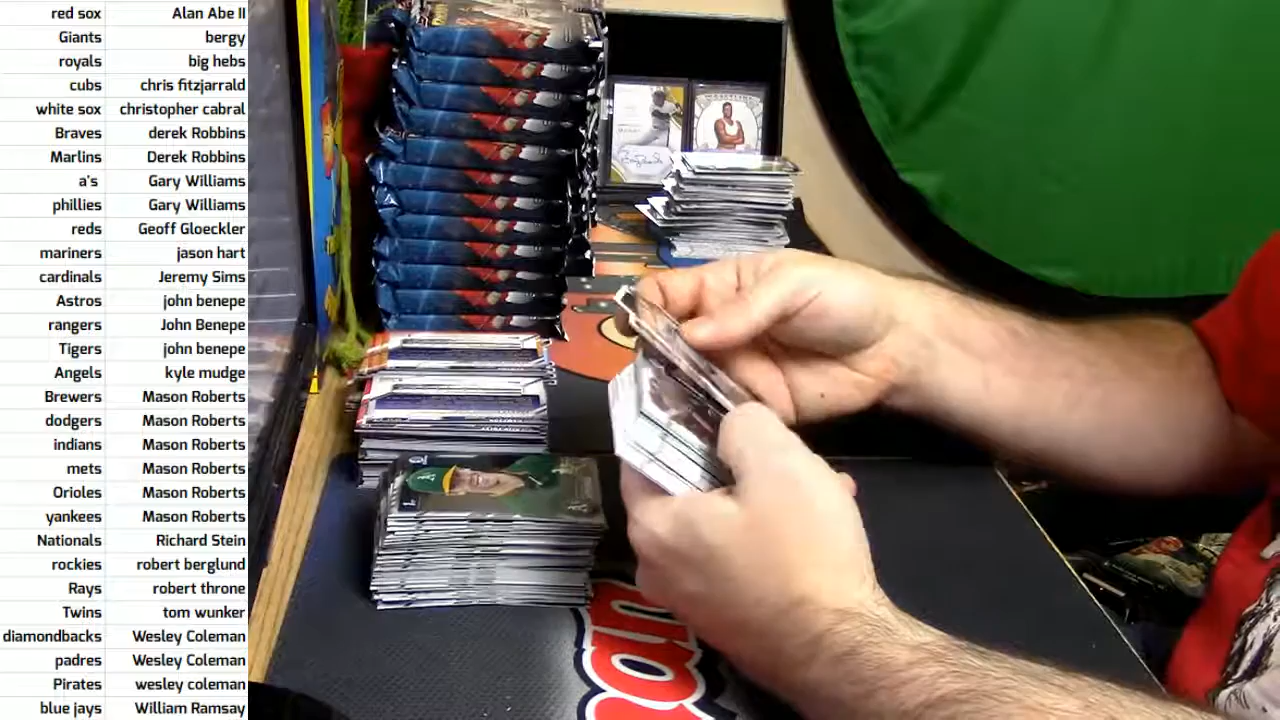 red sox Alan Abe II
Giants bergy
royals big hebs
cubs chris fitzjarrald
white sox christopher cabral
Braves derek Robbins
Marlins Derek Robbins
a's Gary Williams
phillies Gary Williams
reds Geoff Gloeckler
mariners jason hart
cardinals Jeremy Sims
Astros john benepe
rangers John Benepe
Tigers john benepe
Angels kyle mudge
Brewers Mason Roberts
dodgers Mason Roberts
indians Mason Roberts
mets Mason Roberts
Orioles Mason Roberts
yankees Mason Roberts
Nationals Richard Stein
rockies robert berglund
Rays robert throne
Twins tom wunker
diamondbacks Wesley Coleman
padres Wesley Coleman
Pirates wesley coleman
blue jays William Ramsay